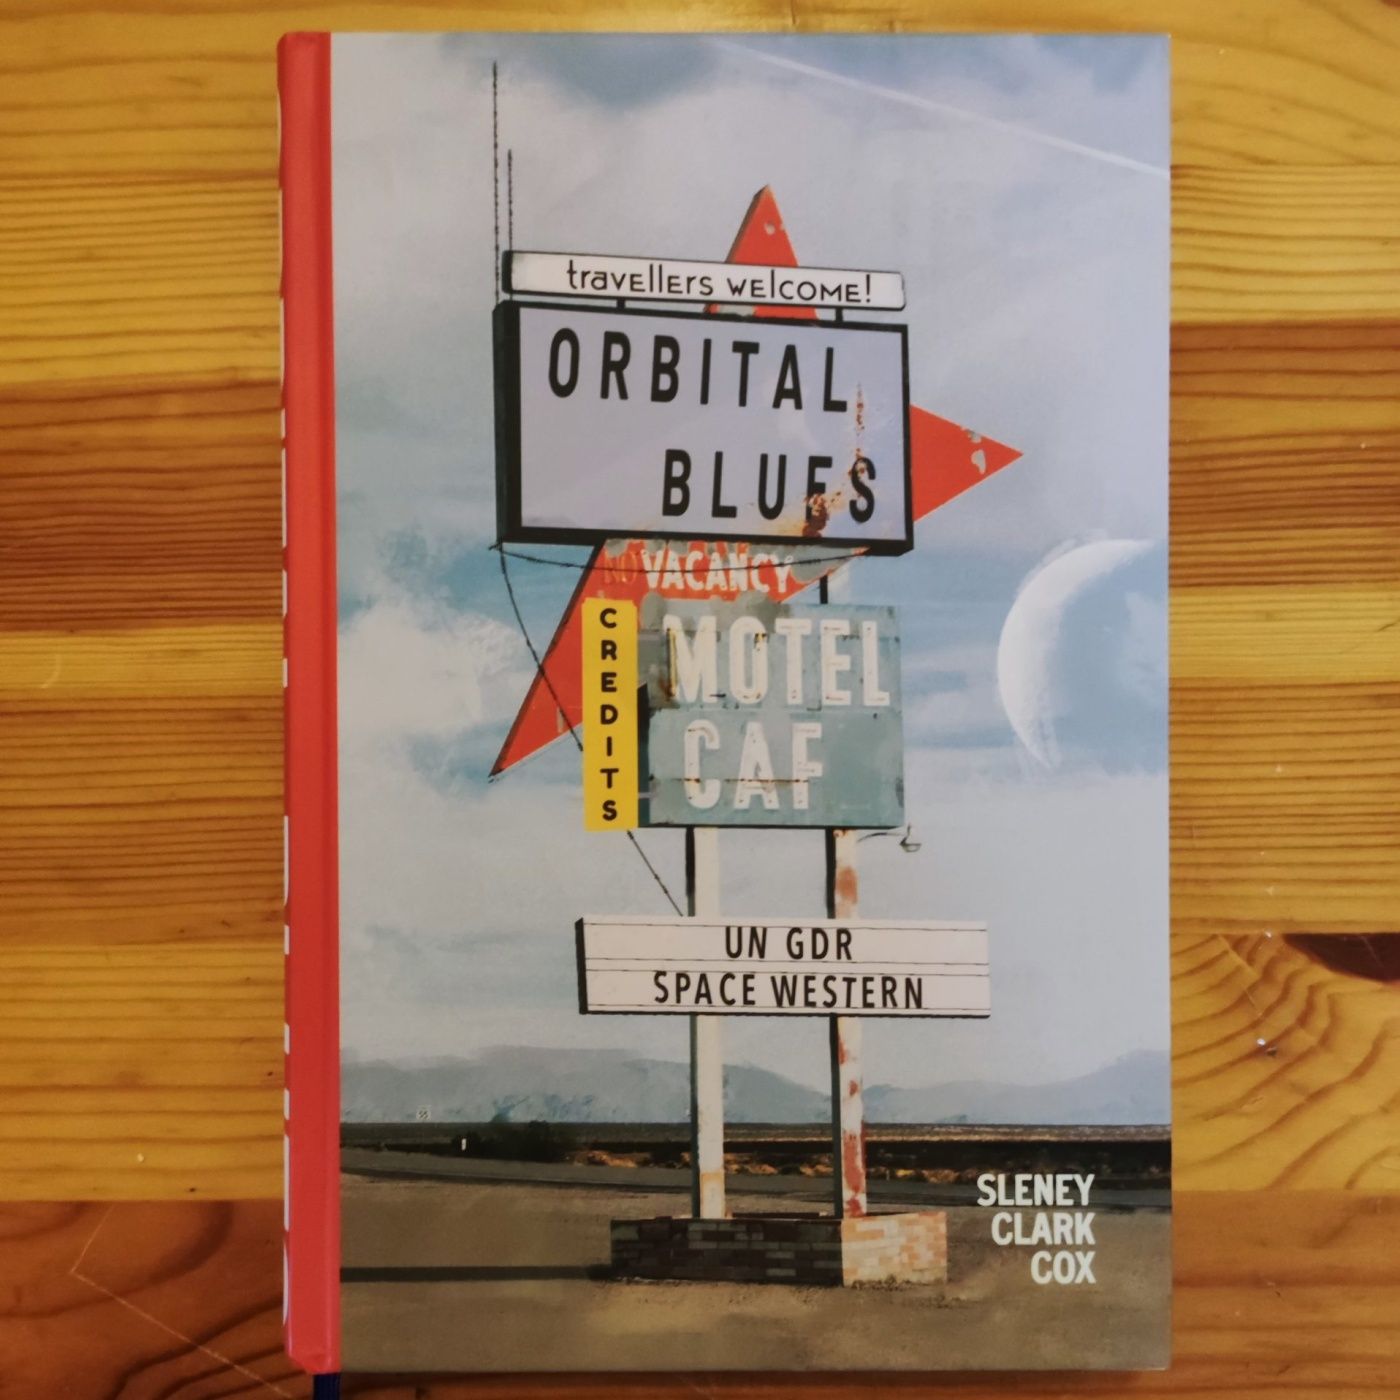 travellers welcome!
ORBITAL
BLUES
NO VACANCY
CREDITS
MOTEL
CAF
UN GDR
SPACE WESTERN
SLENEY
CLARK
COX